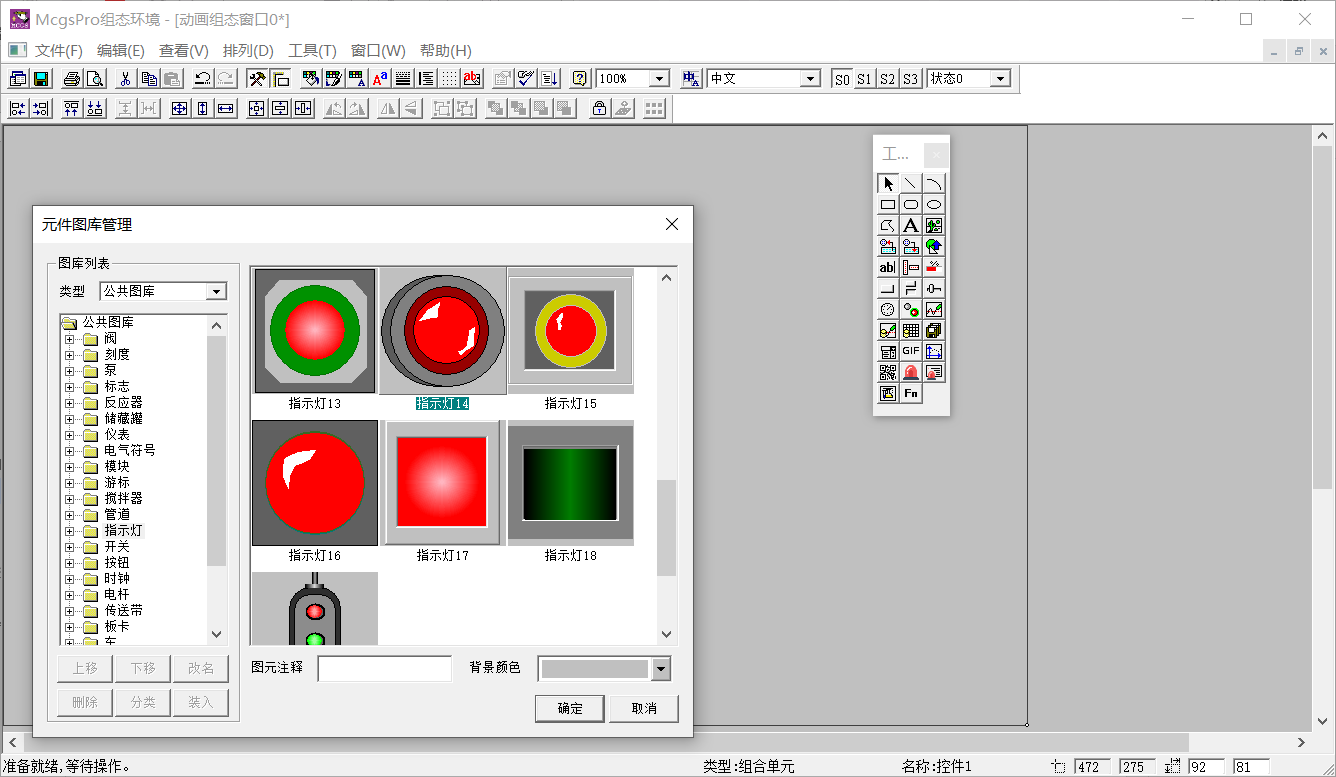 McgsPro组态环境 - [动画组态窗口0*]
文件(F) 编辑(E) 查看(V) 排列(D) 工具(T) 窗口(W) 帮助(H)
100% 中文 S0 S1 S2 S3 状态0
工...
元件图库管理
图库列表
类型 公共图库
公共图库
阀
刻度
泵
标志
反应器
储藏罐
仪表
电气符号
模块
游标
搅拌器
管道
指示灯
开关
按钮
时钟
电杆
传送带
板卡
车
上移 下移 改名
删除 分类 装入
指示灯13 指示灯14 指示灯15
指示灯16 指示灯17 指示灯18
图元注释 背景颜色
确定 取消
A
ab|
GIF
Fn
准备就绪,等待操作。 类型:组合单元 名称:控件1 472 275 92 81